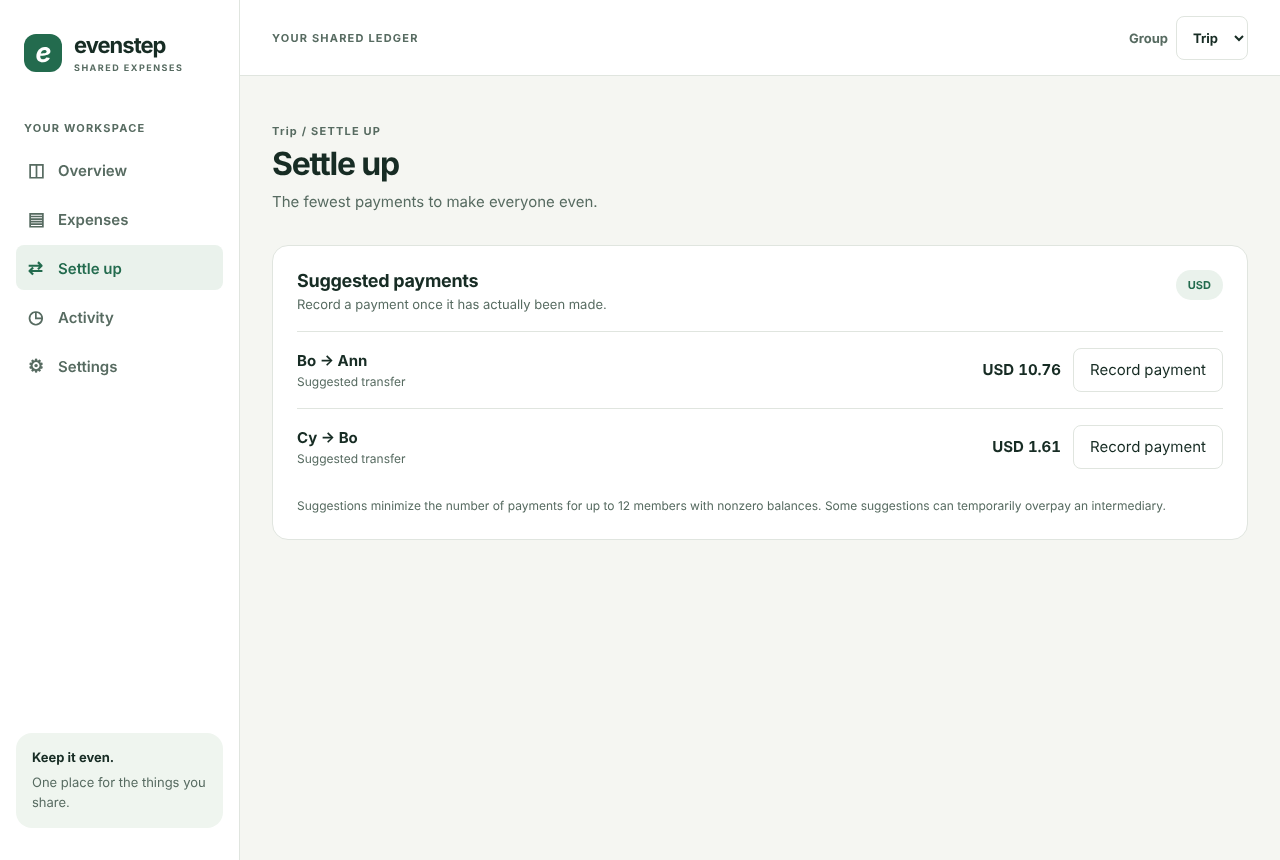 e
evenstep
SHARED EXPENSES
YOUR WORKSPACE
Overview
Expenses
Settle up
Activity
Settings
Keep it even.
One place for the things you
share.
YOUR SHARED LEDGER
Group
Trip
Trip / SETTLE UP
Settle up
The fewest payments to make everyone even.
Suggested payments
USD
Record a payment once it has actually been made.
Bo → Ann
Suggested transfer
USD 10.76
Record payment
Cy → Bo
Suggested transfer
USD 1.61
Record payment
Suggestions minimize the number of payments for up to 12 members with nonzero balances. Some suggestions can temporarily overpay an intermediary.